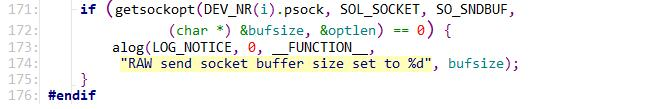 171:     if (getsockopt(DEV_NR(i).psock, SOL_SOCKET, SO_SNDBUF,
172:                    (char *) &bufsize, &optlen) == 0) {
173:          alog(LOG_NOTICE, 0, __FUNCTION__,
174:           "RAW send socket buffer size set to %d", bufsize);
175:     }
176: #endif